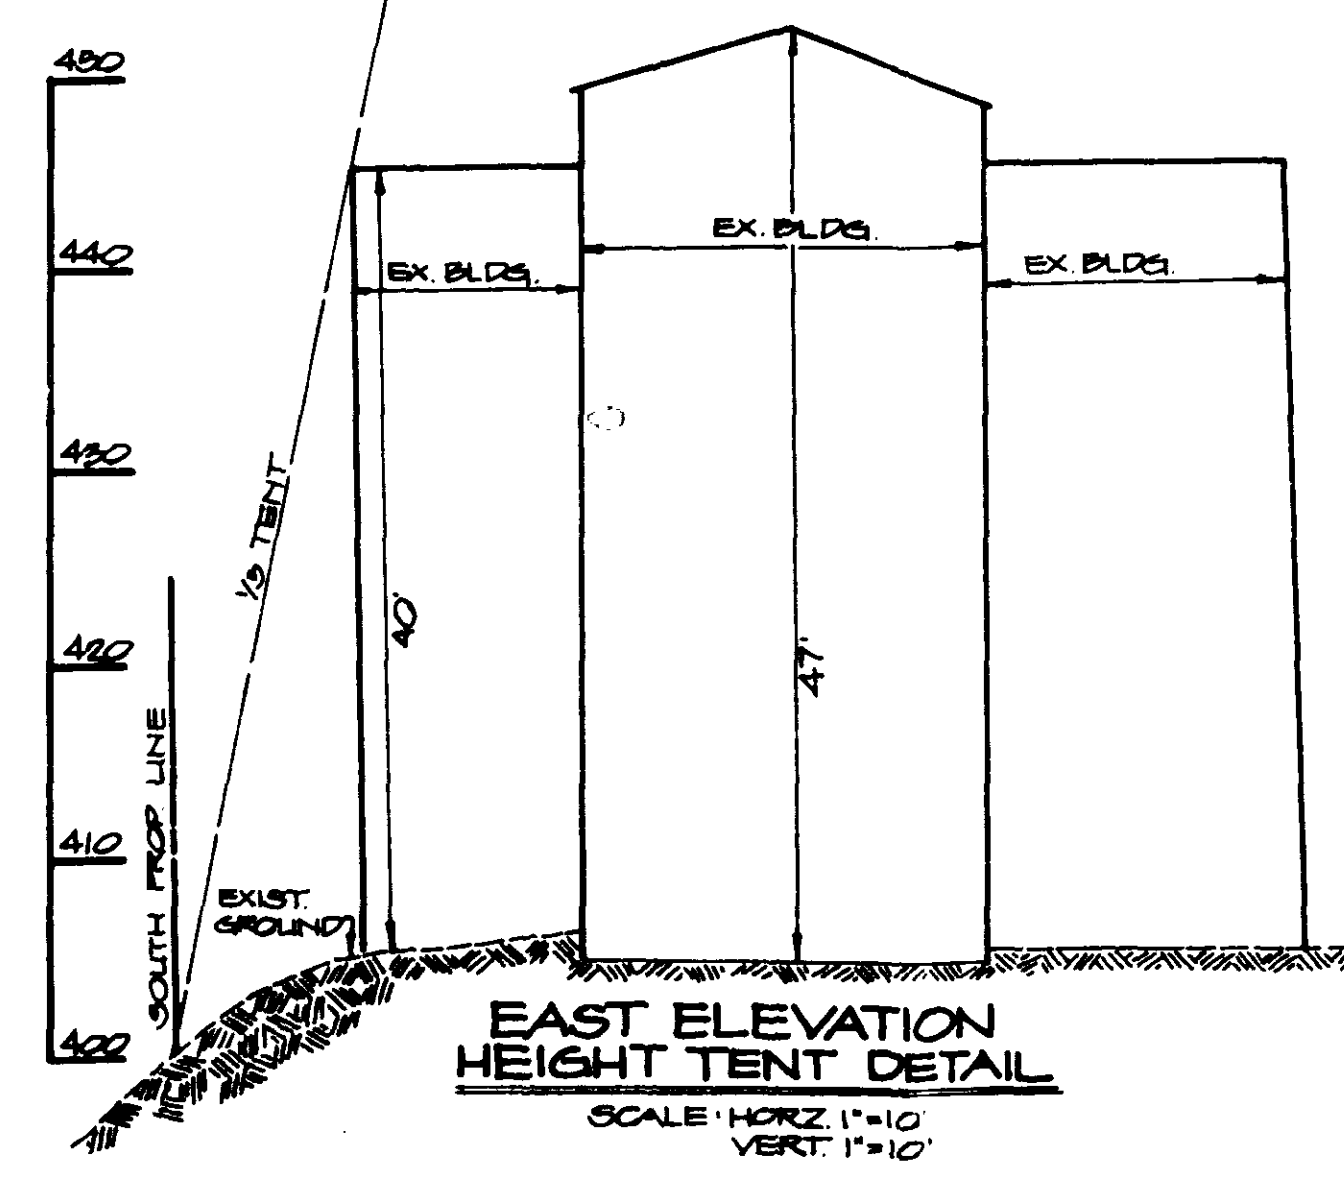 450
440
430
420
410
400
1/3 TENT
SOUTH PROP. LINE
EXIST.
GROUND
EX. BLDG.
EX. BLDG.
EX. BLDG.
40'
47'
EAST ELEVATION
HEIGHT TENT DETAIL
SCALE: HORZ. 1"=10'
VERT. 1"=10'